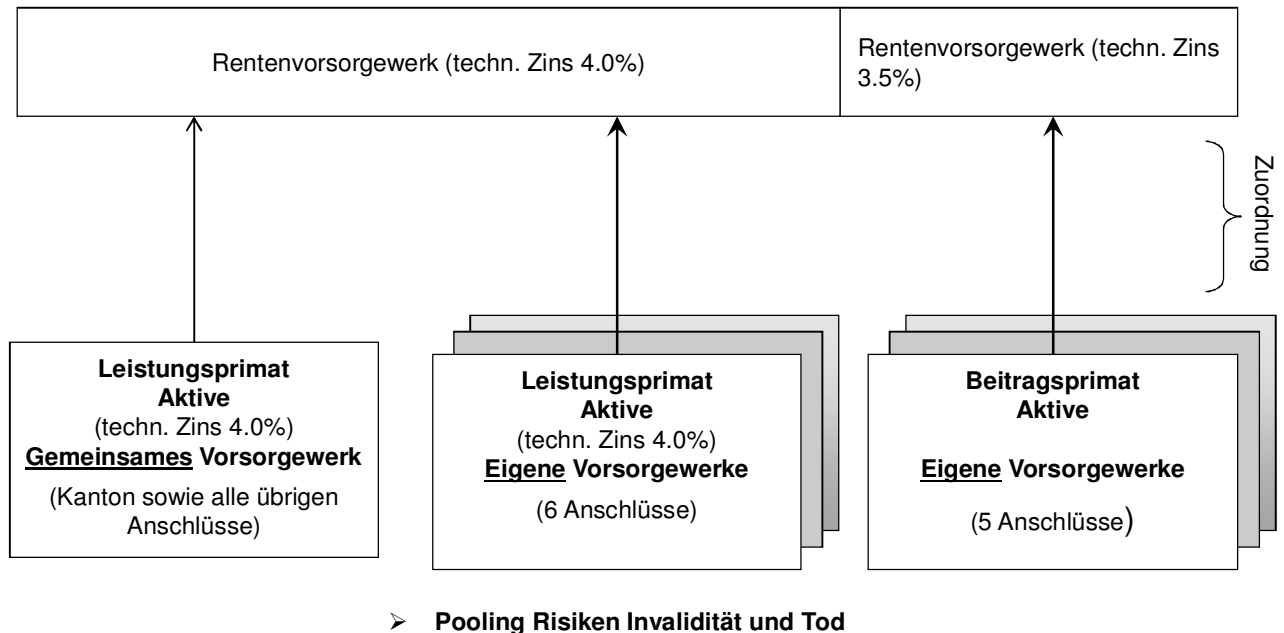 Rentenvorsorgewerk (techn. Zins 4.0%)
Rentenvorsorgewerk (techn. Zins
3.5%)
Zuordnung
Leistungsprimat
Aktive
(techn. Zins 4.0%)
Gemeinsames Vorsorgewerk
(Kanton sowie alle übrigen
Anschlüsse)
Leistungsprimat
Aktive
(techn. Zins 4.0%)
Eigene Vorsorgewerke
(6 Anschlüsse)
Beitragsprimat
Aktive
Eigene Vorsorgewerke
(5 Anschlüsse)
➢ Pooling Risiken Invalidität und Tod